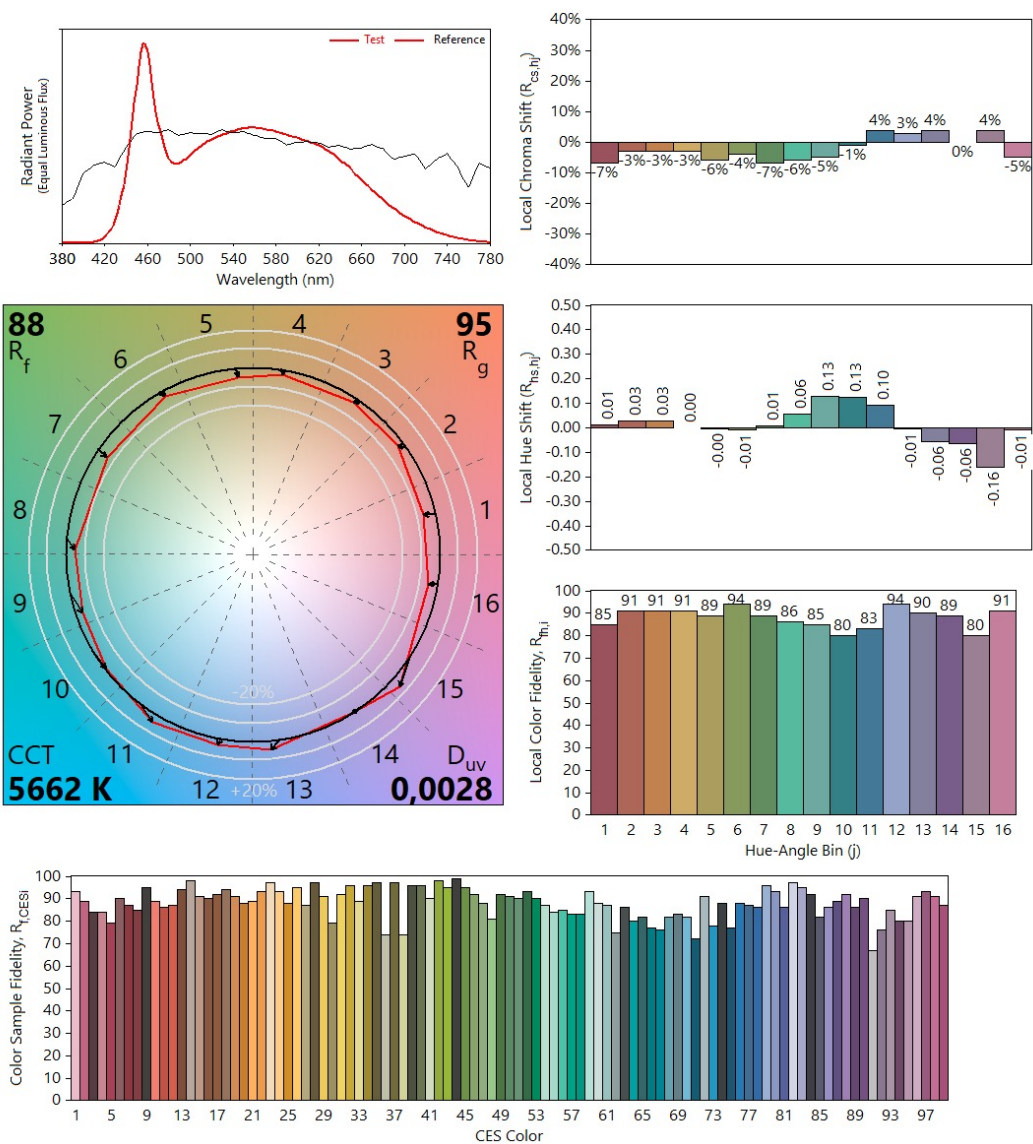 Radiant Power
(Equal Luminous Flux)
Test
Reference
380 420 460 500 540 580 620 660 700 740 780
Wavelength (nm)
Local Chroma Shift (Rcs,hj)
40%
30%
20%
10%
0%
-10%
-20%
-30%
-40%
-7% -3% -3% -3% -6% -4% -7% -6% -5% -1% 4% 3% 4% 0% 4% -5%
88
Rf
95
Rg
5 4
6 3
7 2
8 1
9 16
10 15
11 14
12 13
-20%
+20%
CCT
5662 K
Duv
0,0028
Local Hue Shift (Rhs,hj)
0.50
0.40
0.30
0.20
0.10
0.00
-0.10
-0.20
-0.30
-0.40
-0.50
0.01 0.03 0.03 0.00 -0.00 -0.01 0.01 0.06 0.13 0.13 0.10 -0.01 -0.06 -0.06 -0.16 -0.01
Local Color Fidelity, Rfh,i
100
90
80
70
60
50
40
30
20
10
0
85 91 91 91 89 94 89 86 85 80 83 94 90 89 80 91
1 2 3 4 5 6 7 8 9 10 11 12 13 14 15 16
Hue-Angle Bin (j)
Color Sample Fidelity, Rf,CESi
100
90
80
70
60
50
40
30
20
10
0
1 5 9 13 17 21 25 29 33 37 41 45 49 53 57 61 65 69 73 77 81 85 89 93 97
CES Color